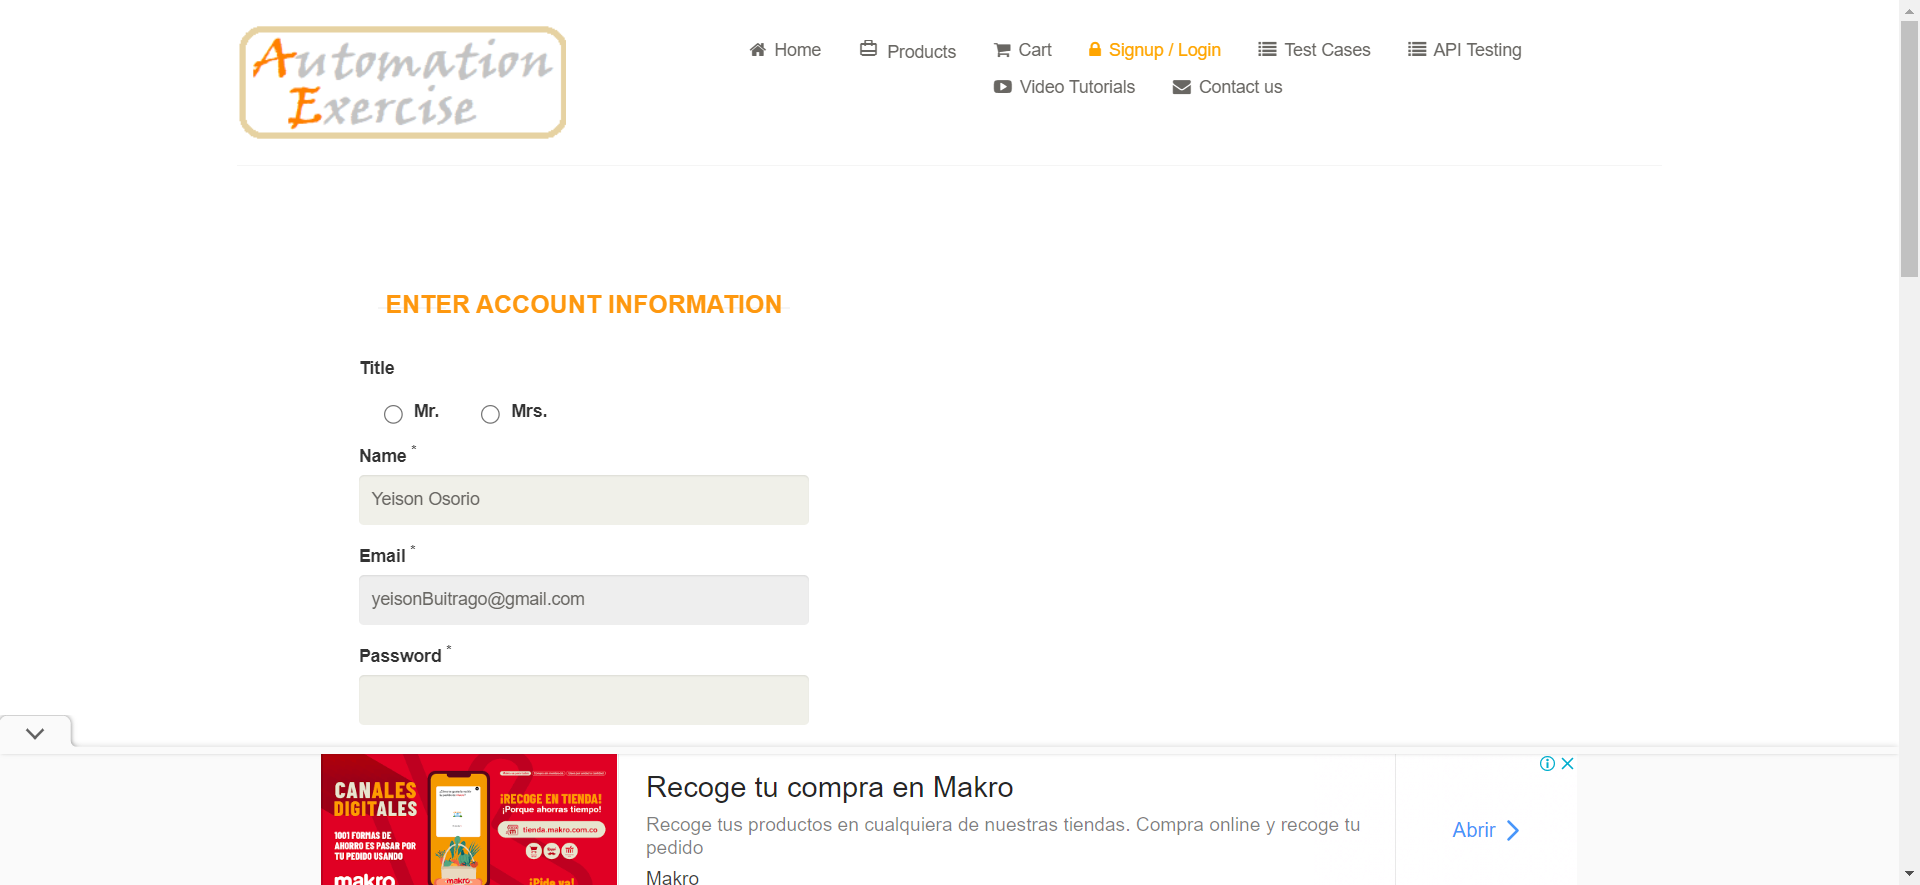 Automation
Exercise
Home
Products
Cart
Signup / Login
Test Cases
API Testing
Video Tutorials
Contact us
ENTER ACCOUNT INFORMATION
Title
Mr.
Mrs.
Name *
Yeison Osorio
Email *
yeisonBuitrago@gmail.com
Password *
CANALES
DIGITALES
1001 FORMAS DE
AHORRO ES PASAR POR
TU PEDIDO USANDO
makro
makro
¡RECOGE EN TIENDA!
¡Porque ahorras tiempo!
tienda.makro.com.co
¡Pide ya!
Recoge tu compra en Makro
Recoge tus productos en cualquiera de nuestras tiendas. Compra online y recoge tu
pedido
Makro
Abrir